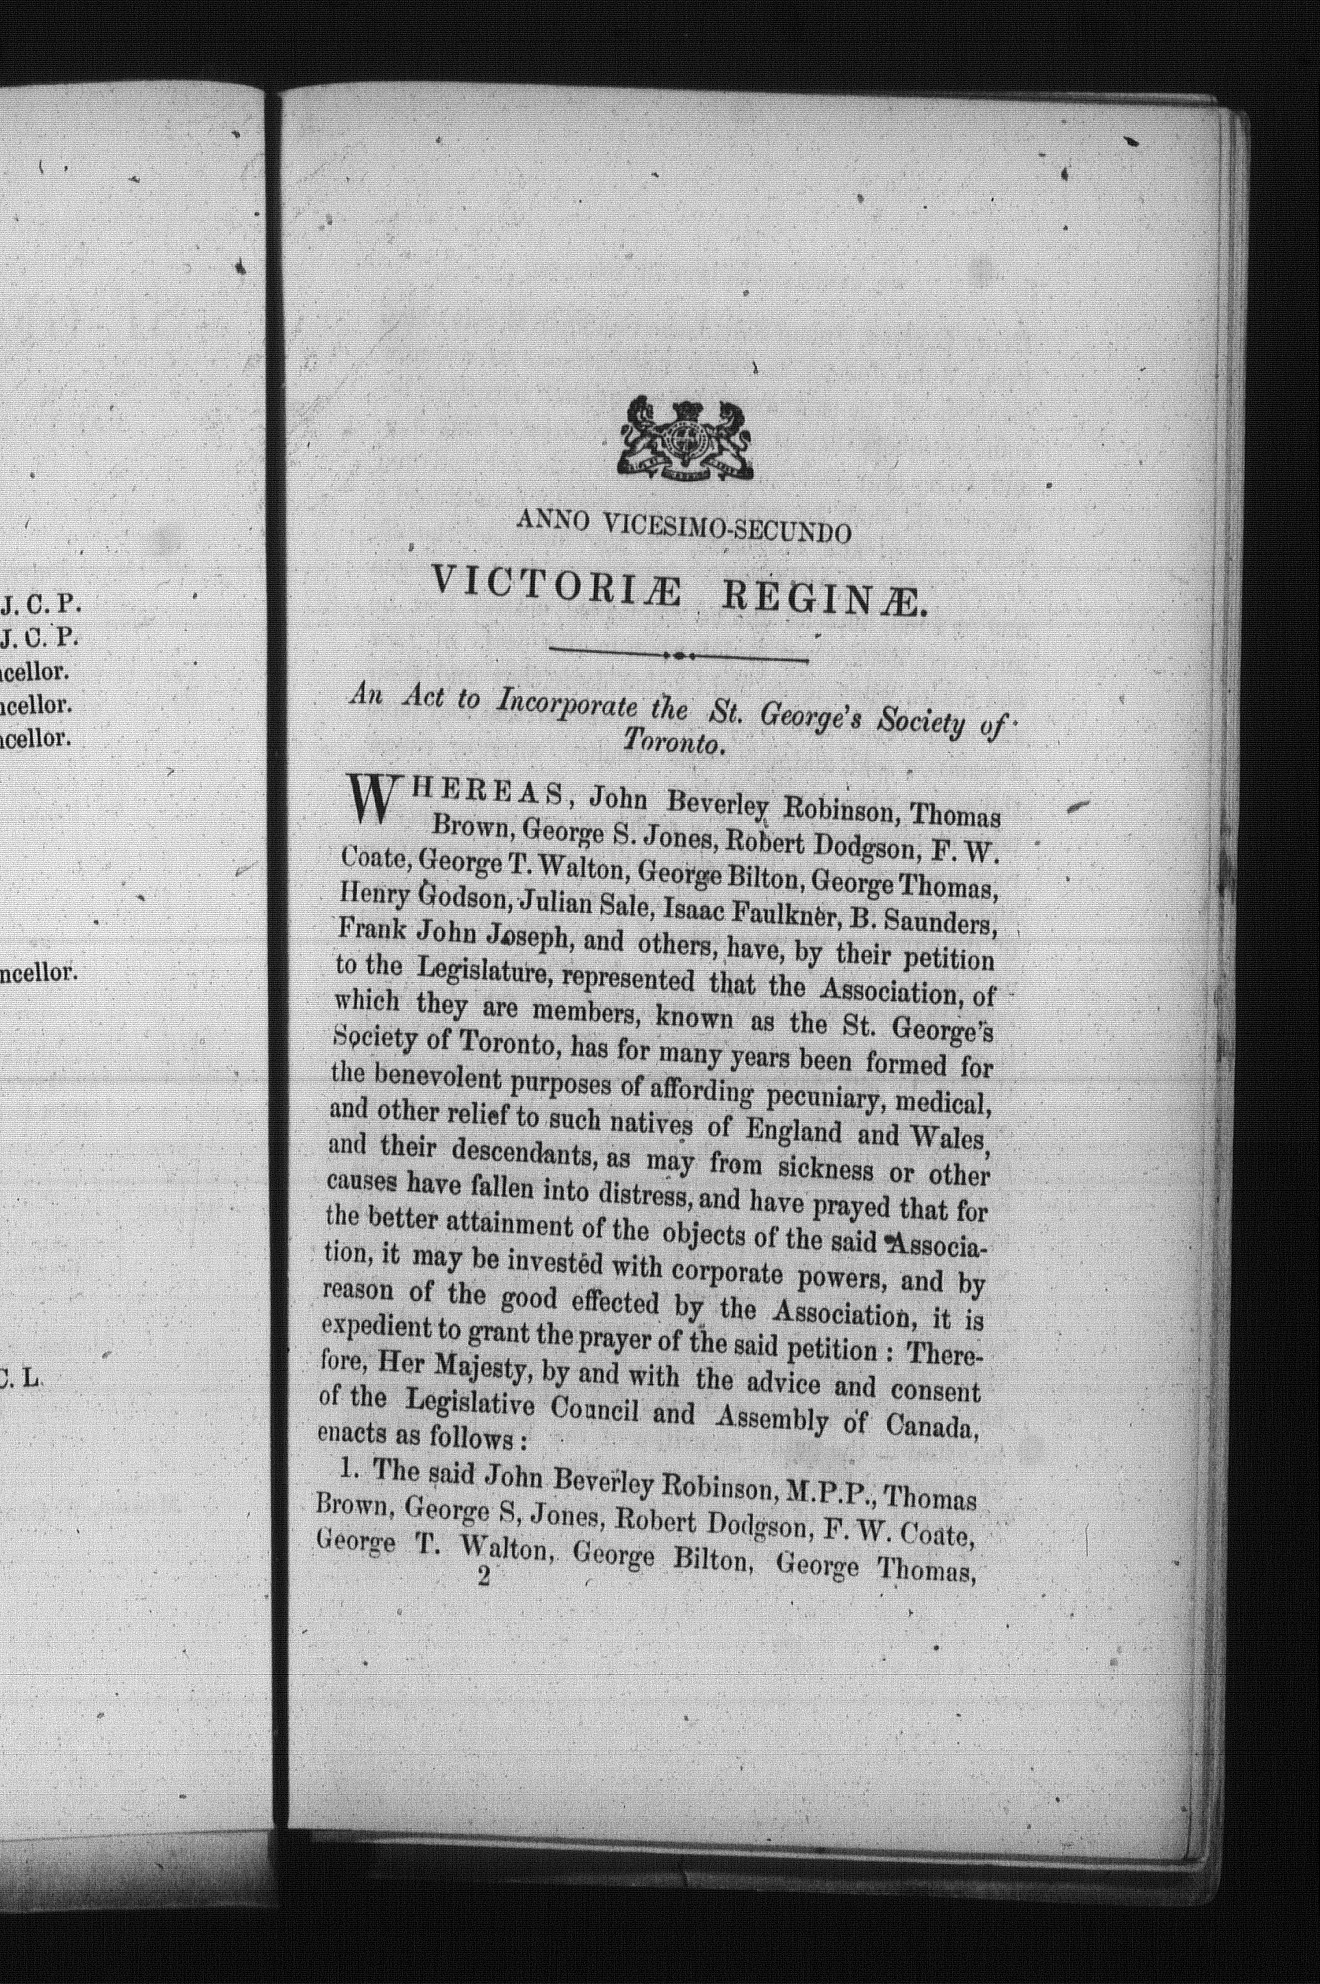 J. C. P.
J. C. P.
ncellor.
ncellor.
ncellor.
ncellor.
C. L.
ANNO VICESIMO-SECUNDO
VICTORIÆ REGINÆ.
An Act to Incorporate the St. George's Society of
Toronto.
WHEREAS, John Beverley Robinson, Thomas
Brown, George S. Jones, Robert Dodgson, F. W.
Coate, George T. Walton, George Bilton, George Thomas,
Henry Godson, Julian Sale, Isaac Faulkner, B. Saunders,
Frank John Joseph, and others, have, by their petition
to the Legislature, represented that the Association, of
which they are members, known as the St. George's
Society of Toronto, has for many years been formed for
the benevolent purposes of affording pecuniary, medical,
and other relief to such natives of England and Wales,
and their descendants, as may from sickness or other
causes have fallen into distress, and have prayed that for
the better attainment of the objects of the said Associa-
tion, it may be invested with corporate powers, and by
reason of the good effected by the Association, it is
expedient to grant the prayer of the said petition : There-
fore, Her Majesty, by and with the advice and consent
of the Legislative Council and Assembly of Canada,
enacts as follows :
1. The said John Beverley Robinson, M.P.P., Thomas
Brown, George S, Jones, Robert Dodgson, F. W. Coate,
George T. Walton, George Bilton, George Thomas,
2